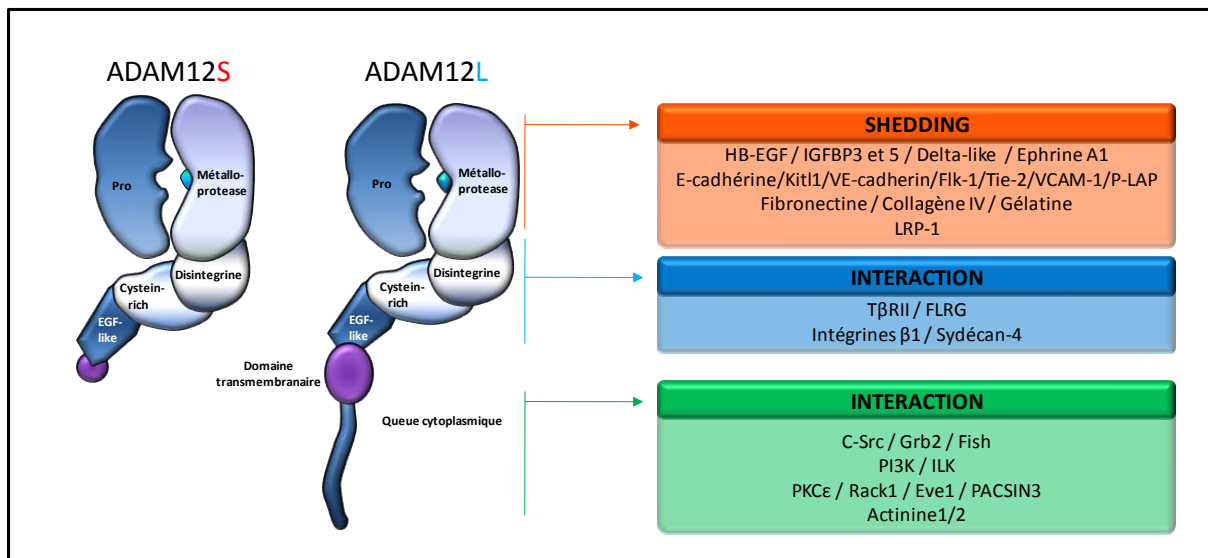 ADAM12S
Pro
Métallo-
protease
Disintegrine
Cystein-
rich
EGF-
like
ADAM12L
Pro
Métallo-
protease
Disintegrine
Cystein-
rich
EGF-
like
Domaine
transmembranaire
Queue cytoplasmique
SHEDDING
HB-EGF / IGFBP3 et 5 / Delta-like / Ephrine A1
E-cadhérine/Kitl1/VE-cadherin/Flk-1/Tie-2/VCAM-1/P-LAP
Fibronectine / Collagène IV / Gélatine
LRP-1
INTERACTION
TβRII / FLRG
Intégrines β1 / Sydécan-4
INTERACTION
C-Src / Grb2 / Fish
PI3K / ILK
PKCε / Rack1 / Eve1 / PACSIN3
Actinine1/2